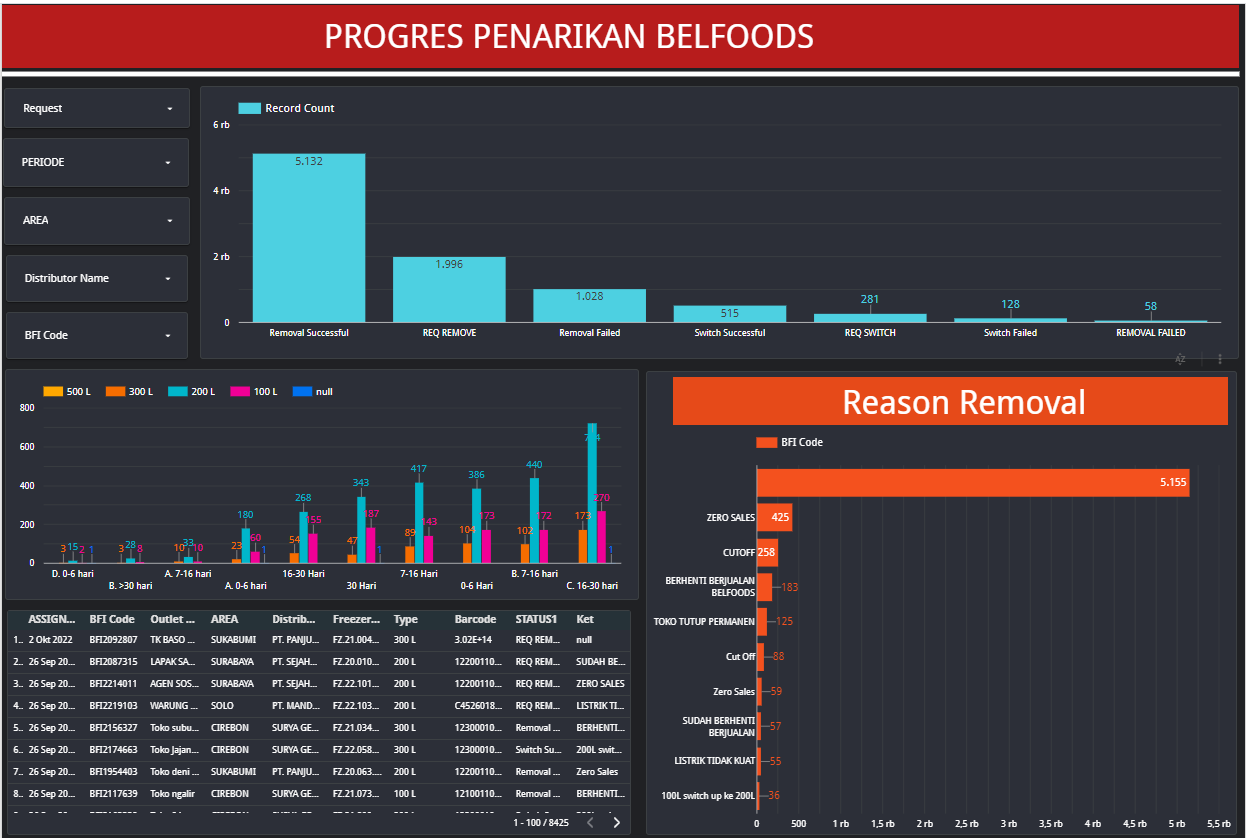 PROGRES PENARIKAN BELFOODS
Request
PERIODE
AREA
Distributor Name
BFI Code
Record Count
6 rb
4 rb
2 rb
0
5.132
1.996
1.028
515
281
128
58
Removal Successful
REQ REMOVE
Removal Failed
Switch Successful
REQ SWITCH
Switch Failed
REMOVAL FAILED
500 L
300 L
200 L
100 L
null
800
600
400
200
0
3 15 2 1
3 28 8
10 33 10
23 180 60 1
54 268 155
47 343 187 1
89 417 143
104 386 173
102 440 172
173 270 1
D. 0-6 hari
B. >30 hari
A. 7-16 hari
A. 0-6 hari
16-30 Hari
30 Hari
7-16 Hari
0-6 Hari
B. 7-16 hari
C. 16-30 hari
ASSIGN... BFI Code Outlet ... AREA Distrib... Freezer... Type Barcode STATUS1 Ket
1.. 2 Okt 2022 BFI2092807 TK BASO ... SUKABUMI PT. PANJU... FZ.21.004... 300 L 3.02E+14 REQ REM... null
2.. 26 Sep 20... BFI2087315 LAPAK SA... SURABAYA PT. SEJAH... FZ.20.010... 200 L 12200110... REQ REM... SUDAH BE...
3.. 26 Sep 20... BFI2214011 AGEN SOS... SURABAYA PT. SEJAH... FZ.22.101... 200 L 12200110... REQ REM... ZERO SALES
4.. 26 Sep 20... BFI2219103 WARUNG ... SOLO PT. MAND... FZ.22.103... 200 L C4526018... REQ REM... LISTRIK TI...
5.. 26 Sep 20... BFI2156327 Toko subu... CIREBON SURYA GE... FZ.21.034... 300 L 12300010... Removal ... BERHENTI...
6.. 26 Sep 20... BFI2174663 Toko Jajan... CIREBON SURYA GE... FZ.22.058... 300 L 12300010... Switch Su... 200L swit...
7.. 26 Sep 20... BFI1954403 Toko deni ... SUKABUMI PT. PANJU... FZ.20.063.... 200 L 12200110... Removal ... Zero Sales
8.. 26 Sep 20... BFI2117639 Toko ngalir CIREBON SURYA GE... FZ.21.073... 100 L 12100110... Removal ... BERHENTI...
1 - 100 / 8425
Reason Removal
BFI Code
5.155
ZERO SALES 425
CUTOFF 258
BERHENTI BERJUALAN
BELFOODS 183
TOKO TUTUP PERMANEN 125
Cut Off 88
Zero Sales 59
SUDAH BERHENTI
BERJUALAN 57
LISTRIK TIDAK KUAT 55
100L switch up ke 200L 36
0 500 1 rb 1,5 rb 2 rb 2,5 rb 3 rb 3,5 rb 4 rb 4,5 rb 5 rb 5,5 rb